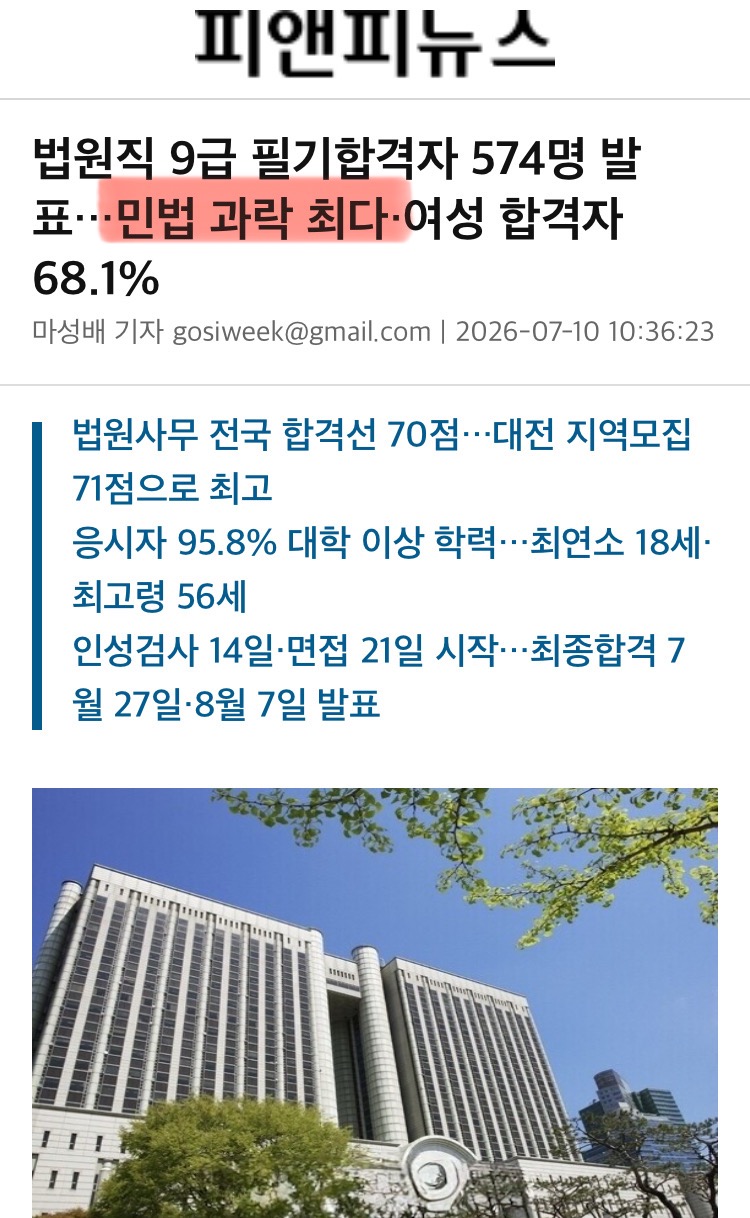 피앤피뉴스
법원직 9급 필기합격자 574명 발
표…민법 과락 최다·여성 합격자
68.1%
마성배 기자 gosiweek@gmail.com | 2026-07-10 10:36:23
법원사무 전국 합격선 70점…대전 지역모집
71점으로 최고
응시자 95.8% 대학 이상 학력…최연소 18세·
최고령 56세
인성검사 14일·면접 21일 시작…최종합격 7
월 27일·8월 7일 발표